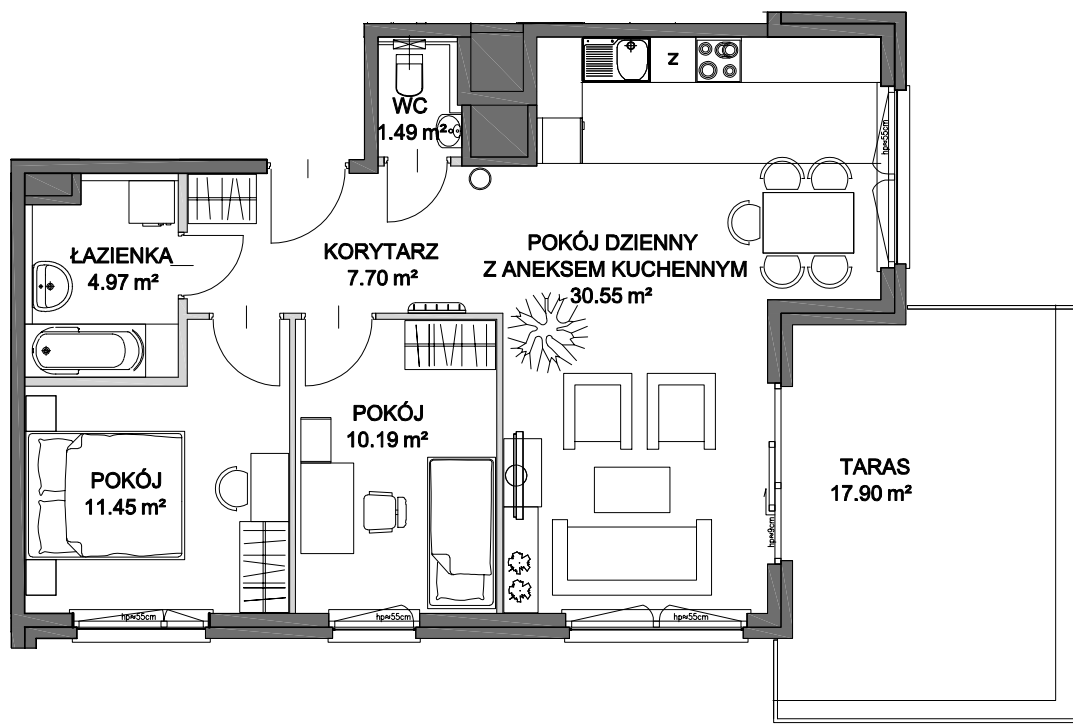 Z
WC
1.49 m²
hp≈55cm
ŁAZIENKA
4.97 m²
KORYTARZ
7.70 m²
POKÓJ DZIENNY
Z ANEKSEM KUCHENNYM
30.55 m²
POKÓJ
10.19 m²
POKÓJ
11.45 m²
TARAS
17.90 m²
hp≈9cm
hp≈55cm
hp≈55cm
hp≈55cm